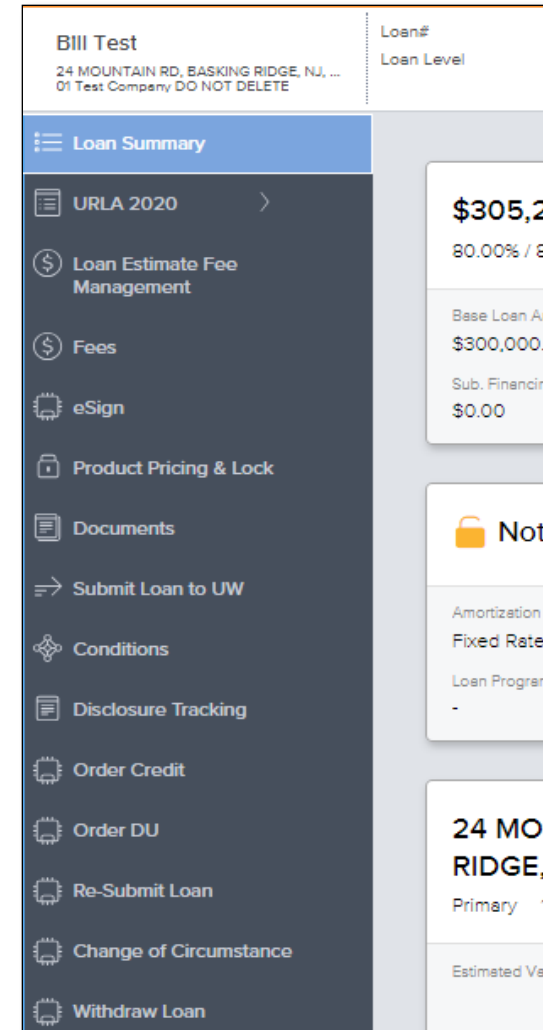 Bill Test
24 MOUNTAIN RD, BASKING RIDGE, NJ, ...
01 Test Company DO NOT DELETE
Loan#
Loan Level
Loan Summary
URLA 2020
Loan Estimate Fee
Management
Fees
eSign
Product Pricing & Lock
Documents
Submit Loan to UW
Conditions
Disclosure Tracking
Order Credit
Order DU
Re-Submit Loan
Change of Circumstance
Withdraw Loan
$305,2
80.00% / 8
Base Loan A
$300,000.
Sub. Financin
$0.00
Not
Amortization
Fixed Rate
Loan Program
-
24 MO
RIDGE,
Primary
Estimated Va